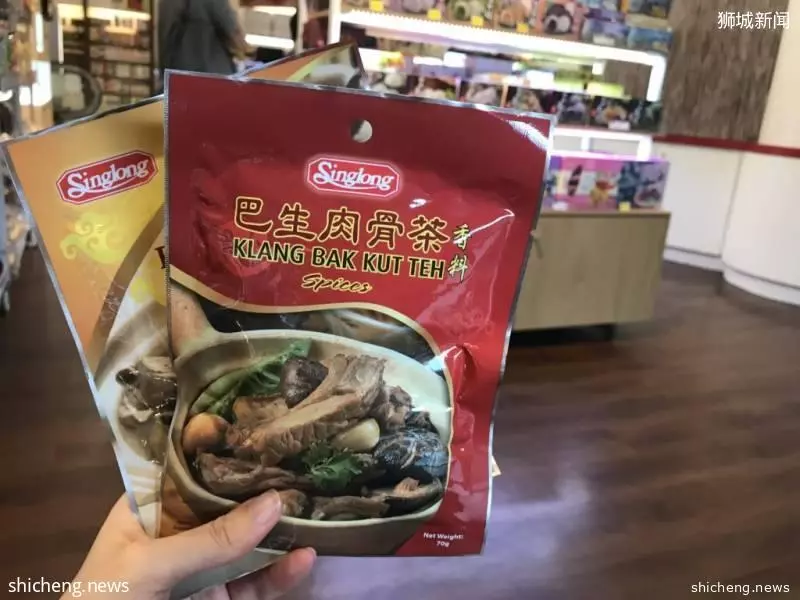 狮城新闻
Singlong
Singlong
巴生肉骨茶香料
KLANG BAK KUT TEH
Spices
Net Weight:
70g
shicheng.news
shicheng.news